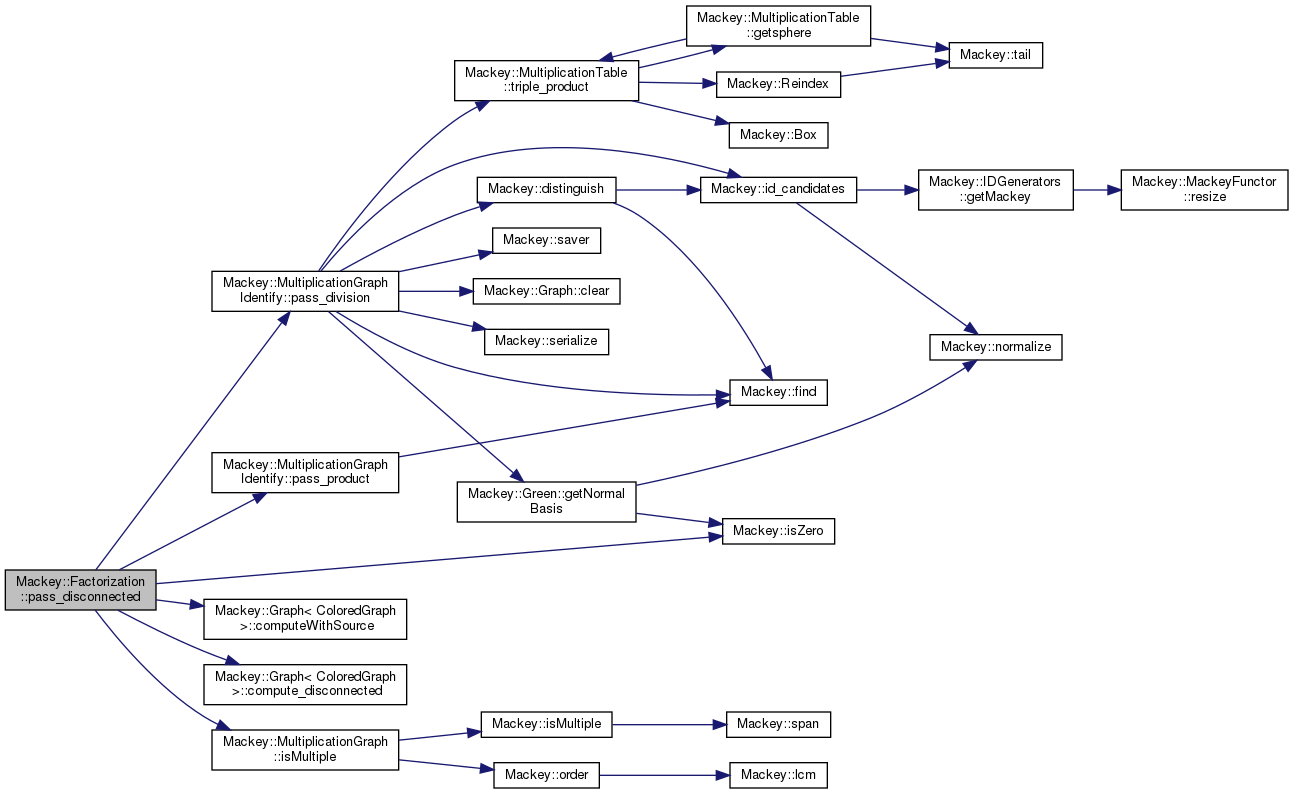 Mackey::MultiplicationTable
::getsphere
Mackey::tail
Mackey::MultiplicationTable
::triple_product
Mackey::Reindex
Mackey::Box
Mackey::distinguish
Mackey::id_candidates
Mackey::IDGenerators
::getMackey
Mackey::MackeyFunctor
::resize
Mackey::saver
Mackey::MultiplicationGraph
Identify::pass_division
Mackey::Graph::clear
Mackey::serialize
Mackey::normalize
Mackey::find
Mackey::MultiplicationGraph
Identify::pass_product
Mackey::Green::getNormal
Basis
Mackey::isZero
Mackey::Factorization
::pass_disconnected
Mackey::Graph< ColoredGraph
>::computeWithSource
Mackey::Graph< ColoredGraph
>::compute_disconnected
Mackey::MultiplicationGraph
::isMultiple
Mackey::isMultiple
Mackey::span
Mackey::order
Mackey::lcm